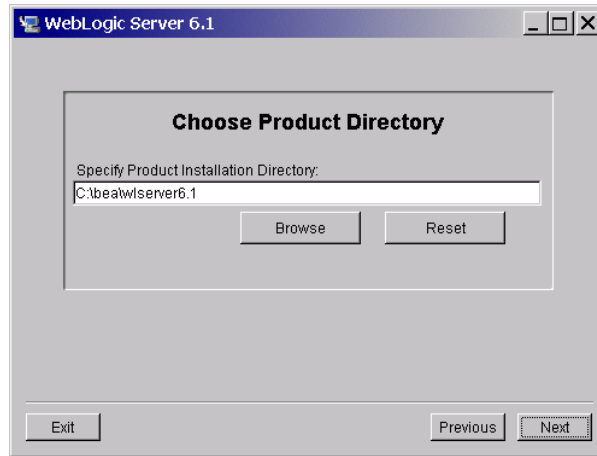 WebLogic Server 6.1
Choose Product Directory
Specify Product Installation Directory:
C:\bea\wlserver6.1
Browse Reset
Exit Previous Next